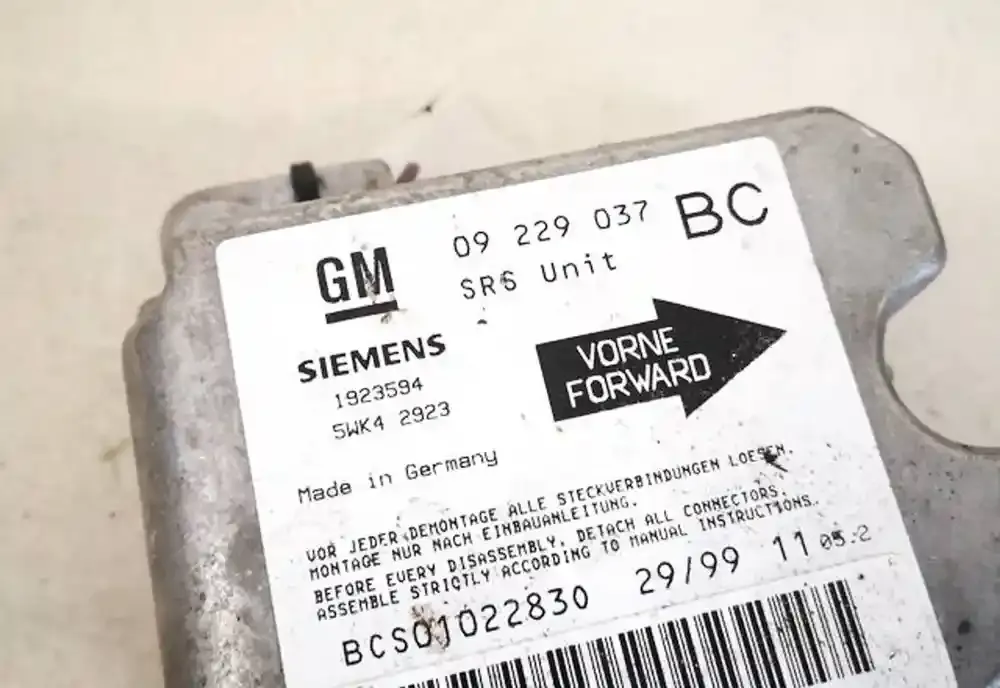 GM
09 229 037 BC
SRS Unit
SIEMENS
1923594
5WK4 2923
VORNE
FORWARD
Made in Germany
VOR JEDER DEMONTAGE ALLE STECKVERBINDUNGEN LOESEN.
MONTAGE NUR NACH EINBAUANLEITUNG.
BEFORE EVERY DISASSEMBLY, DETACH ALL CONNECTORS.
ASSEMBLE STRICTLY ACCORDING TO MANUAL INSTRUCTIONS.
BCS01022830 29/99 11 05.2